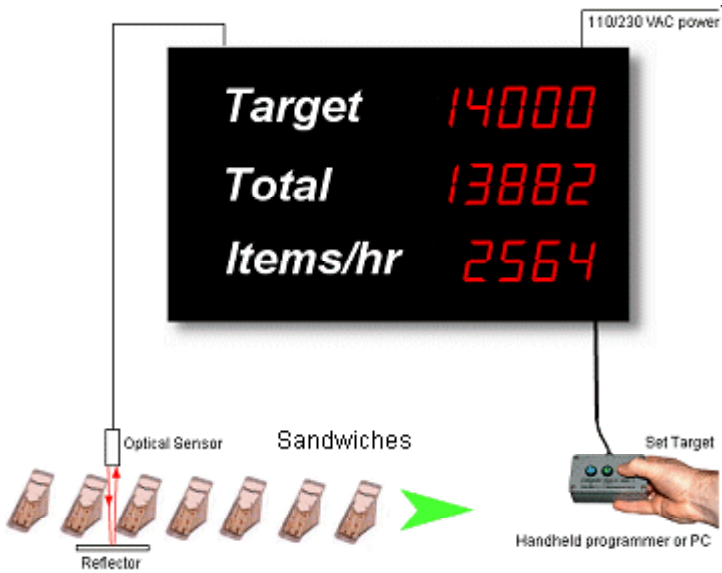 110/230 VAC power
Target 14000
Total 13882
Items/hr 2564
Optical Sensor
Sandwiches
Set Target
Reflector
Handheld programmer or PC